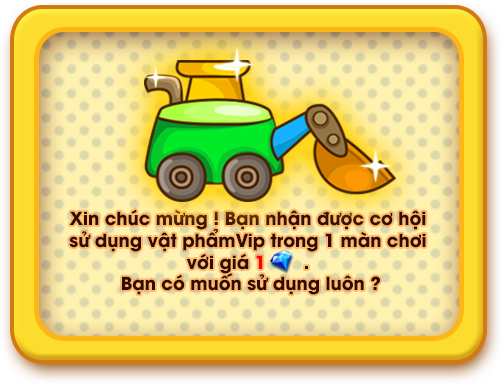 Xin chúc mừng ! Bạn nhận được cơ hội
sử dụng vật phẩmVip trong 1 màn chơi
với giá 1 .
Bạn có muốn sử dụng luôn ?